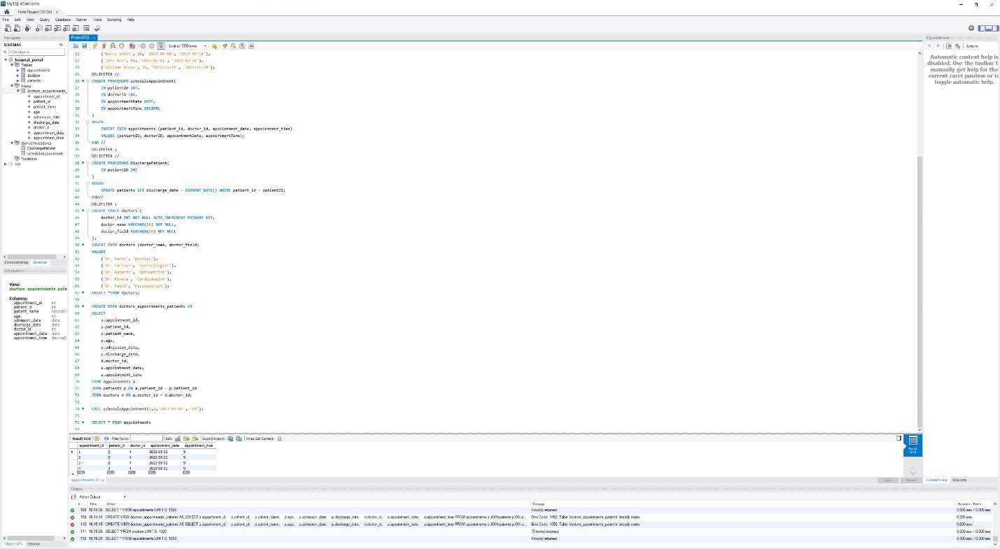 MySQL Workbench
Final Project CIS 344
File Edit View Query Database Server Tools Scripting Help
Navigator
ProjectSQL
SQLAdditions
SCHEMAS
Filter objects
Limit to 1000 rows
Jump to
hospital_portal
Tables
appointments
doctors
patients
Views
doctors_appointments_
appointment_id
patient_id
patient_name
age
admission_date
discharge_date
doctor_id
appointment_date
appointment_time
Stored Procedures
DischargePatient
scheduleAppointment
Functions
sys
Administration Schemas
Information
View:
doctors_appointments_patie
Columns:
appointment_id int
patient_id int
patient_name varchar(
age int
admission_date date
discharge_date date
doctor_id int
appointment_date date
appointment_time decimal(
Object Info Session
22 ('Barry Smith', 24, '2023-09-08', '2023-09-10'),
23 ('John Doe', 55, '2023-02-15', '2023-02-25'),
24 ('William Brown', 35, '2022-11-25', '2022-11-29');
25 DELIMITER //
26 CREATE PROCEDURE scheduleAppointment(
27 IN patientID INT,
28 IN doctorID INT,
29 IN appointmentDate DATE,
30 IN appointmentTime DECIMAL
31 )
32 BEGIN
33 INSERT INTO appointments (patient_id, doctor_id, appointment_date, appointment_time)
34 VALUES (patientID, doctorID, appointmentDate, appointmentTime);
35 END //
36 DELIMITER ;
37 DELIMITER //
38 CREATE PROCEDURE DischargePatient(
39 IN patientID INT
40 )
41 BEGIN
42 UPDATE patients SET discharge_date = CURRENT_DATE() WHERE patient_id = patientID;
43 END//
44 DELIMITER ;
45 CREATE TABLE doctors (
46 doctor_id INT NOT NULL AUTO_INCREMENT PRIMARY KEY,
47 doctor_name VARCHAR(50) NOT NULL,
48 doctor_field VARCHAR(50) NOT NULL
49 );
50 INSERT INTO doctors (doctor_name, doctor_field)
51 VALUES
52 ('Dr. Karen', 'Dentist'),
53 ('Dr. Carlson',
54 ('Dr. Roberts', 'Optometrist'),
55 ('Dr. Rivera', 'Cardiologist'),
56 ('Dr. Patel', 'Psychiatrist');
57 SELECT *FROM doctors;
58
59 CREATE VIEW doctors_appointments_patients AS
60 SELECT
61 a.appointment_id,
62 p.patient_id,
63 p.patient_name,
64 p.age,
65 p.admission_date,
66 p.discharge_date,
67 d.doctor_id,
68 a.appointment_date,
69 a.appointment_time
70 FROM appointments a
71 JOIN patients p ON a.patient_id = p.patient_id
72 JOIN doctors d ON a.doctor_id = d.doctor_id;
73
74 CALL scheduleAppointment(2,4,'2023-05-02', '09');
75
76 SELECT * FROM appointments
77
Automatic context help is
disabled. Use the toolbar t
manually get help for the
current caret position or to
toggle automatic help.
Result Grid Filter Rows: Edit: Export/Import: Wrap Cell Content:
appointment_id patient_id doctor_id appointment_date appointment_time
1 2 4 2023-05-02 9
2 2 4 2023-05-02 9
3 2 4 2023-05-02 9
4 2 4 2023-05-02 9
NULL NULL NULL NULL NULL
Result
Grid
appointments 20
Apply Revert
Context Help Snippets
Output
Action Output
# Time Action Message Duration / Fetch
108 16:14:36 SELECT * FROM appointments LIMIT 0, 1000 4 row(s) returned 0.000 sec / 0.000 sec
109 16:14:40 CREATE VIEW doctors_appointments_patients AS SELECT a.appointment_id, p.patient_id, p.patient_name, p.age, p.admission_date, p.discharge_date, d.doctor_id, a.appointment_date, a.appointment_time FROM appointments a JOIN patients p ON a... Error Code: 1050. Table 'doctors_appointments_patients' already exists 0.000 sec
110 16:15:16 CREATE VIEW doctors_appointments_patients AS SELECT a.appointment_id, p.patient_id, p.patient_name, p.age, p.admission_date, p.discharge_date, d.doctor_id, a.appointment_date, a.appointment_time FROM appointments a JOIN patients p ON a... Error Code: 1050. Table 'doctors_appointments_patients' already exists 0.000 sec
111 16:15:26 SELECT *FROM doctors LIMIT 0, 1000 75 row(s) returned 0.000 sec / 0.000 sec
112 16:15:29 SELECT * FROM appointments LIMIT 0, 1000 4 row(s) returned 0.000 sec / 0.000 sec